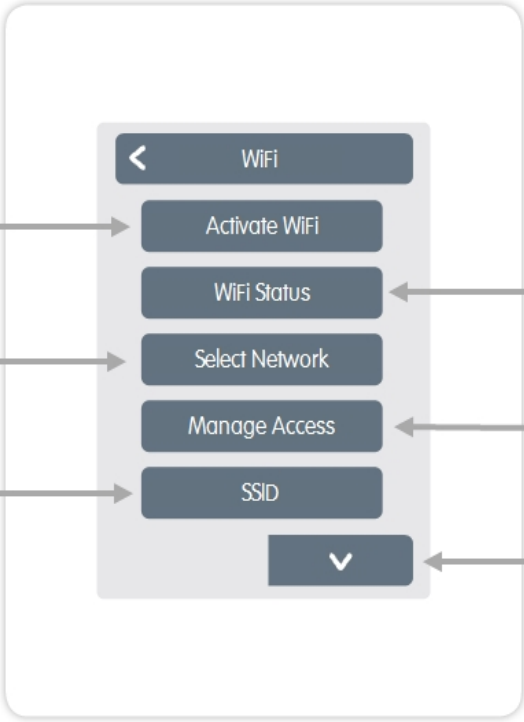 WiFi
Activate WiFi
WiFi Status
Select Network
Manage Access
SSID